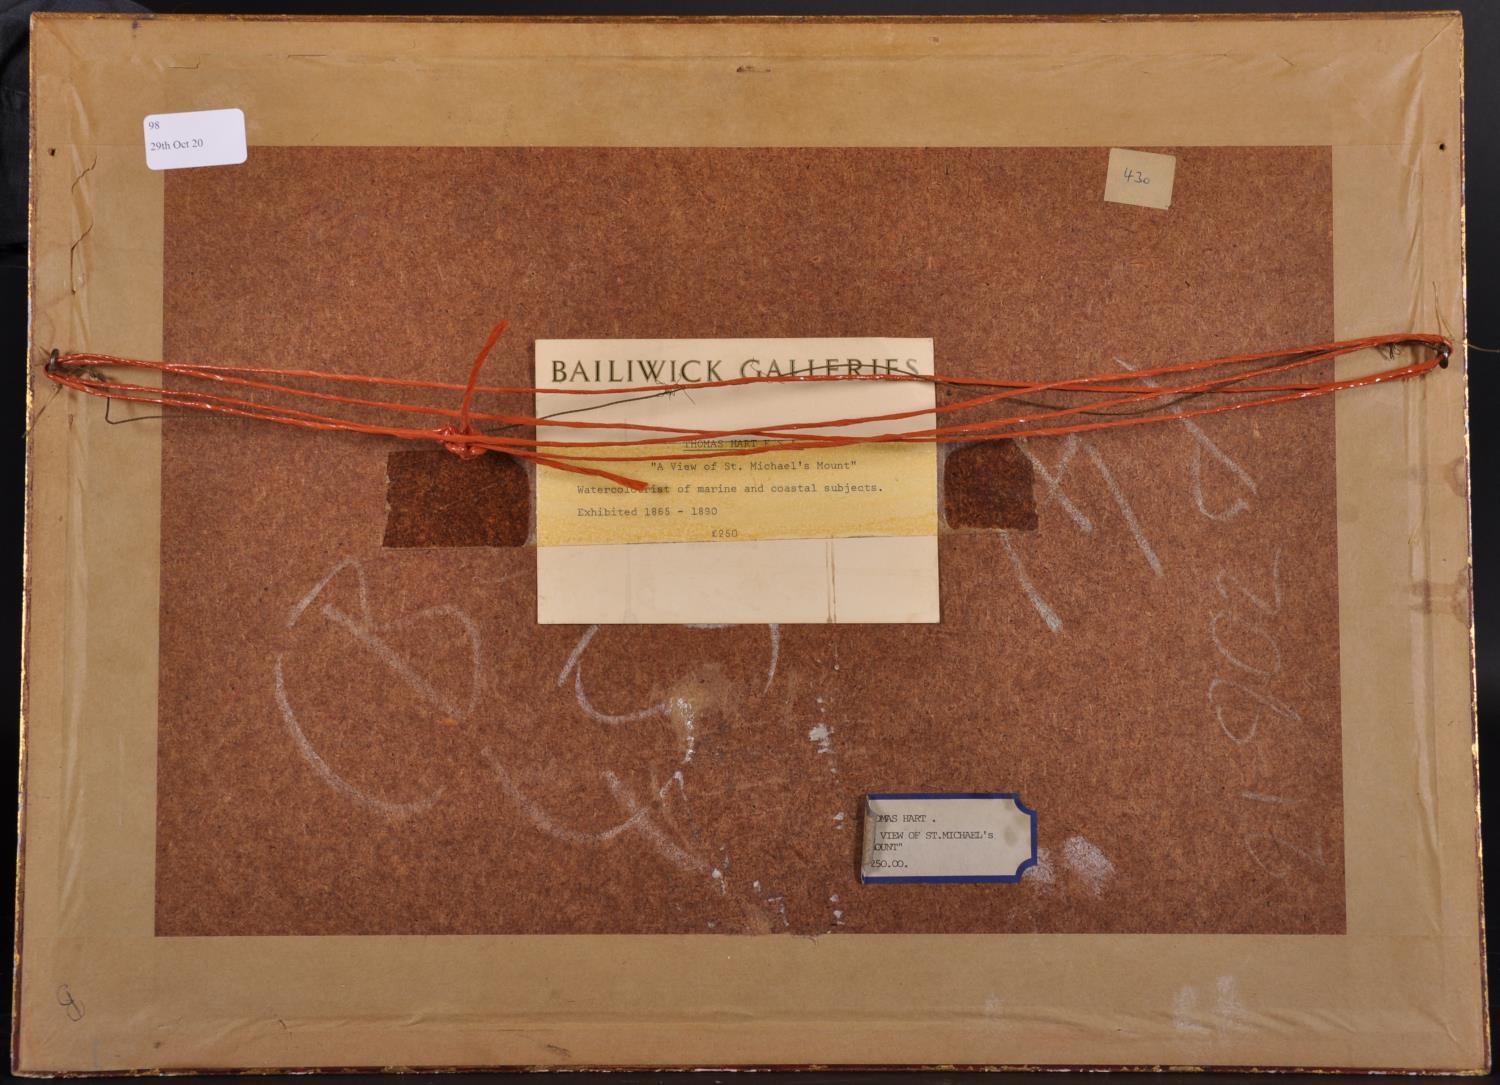 98
29th Oct 20
430
BAILIWICK GALLERIES
THOMAS HART F.S.
"A View of St. Michael's Mount"
Watercolourist of marine and coastal subjects.
Exhibited 1865 - 1890
£250
OMAS HART .
VIEW OF ST.MICHAEL's
OUNT"
250.00.